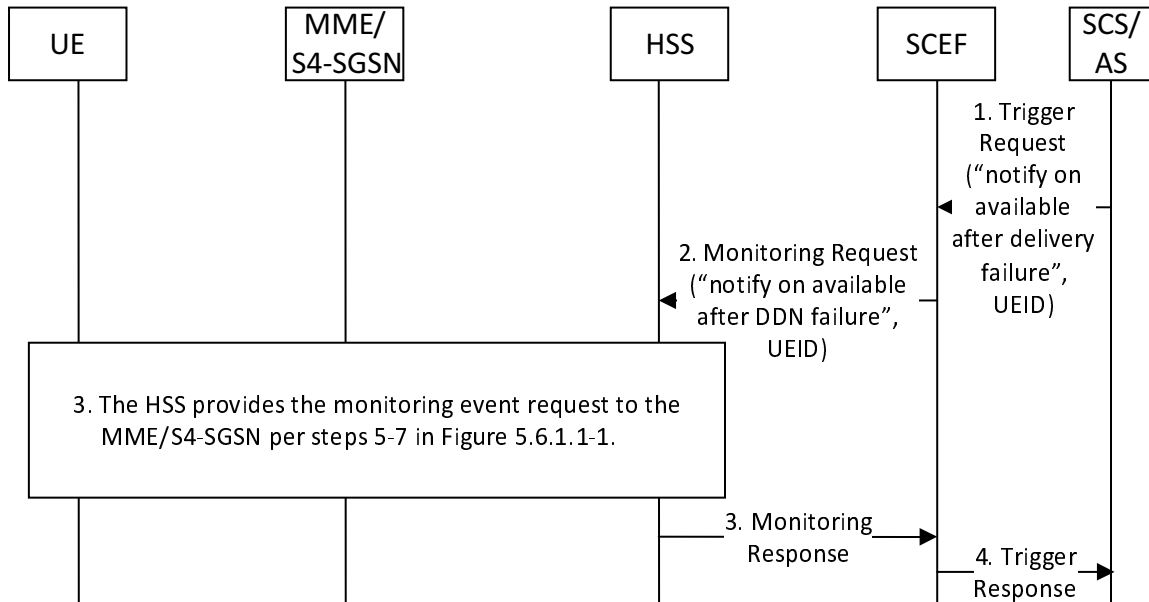 UE
MME/
S4-SGSN
HSS
SCEF
SCS/
AS
1. Trigger
Request
(“notify on
available
after delivery
failure”,
UEID)
2. Monitoring Request
(“notify on available
after DDN failure”,
UEID)
3. The HSS provides the monitoring event request to the
MME/S4-SGSN per steps 5-7 in Figure 5.6.1.1-1.
3. Monitoring
Response
4. Trigger
Response